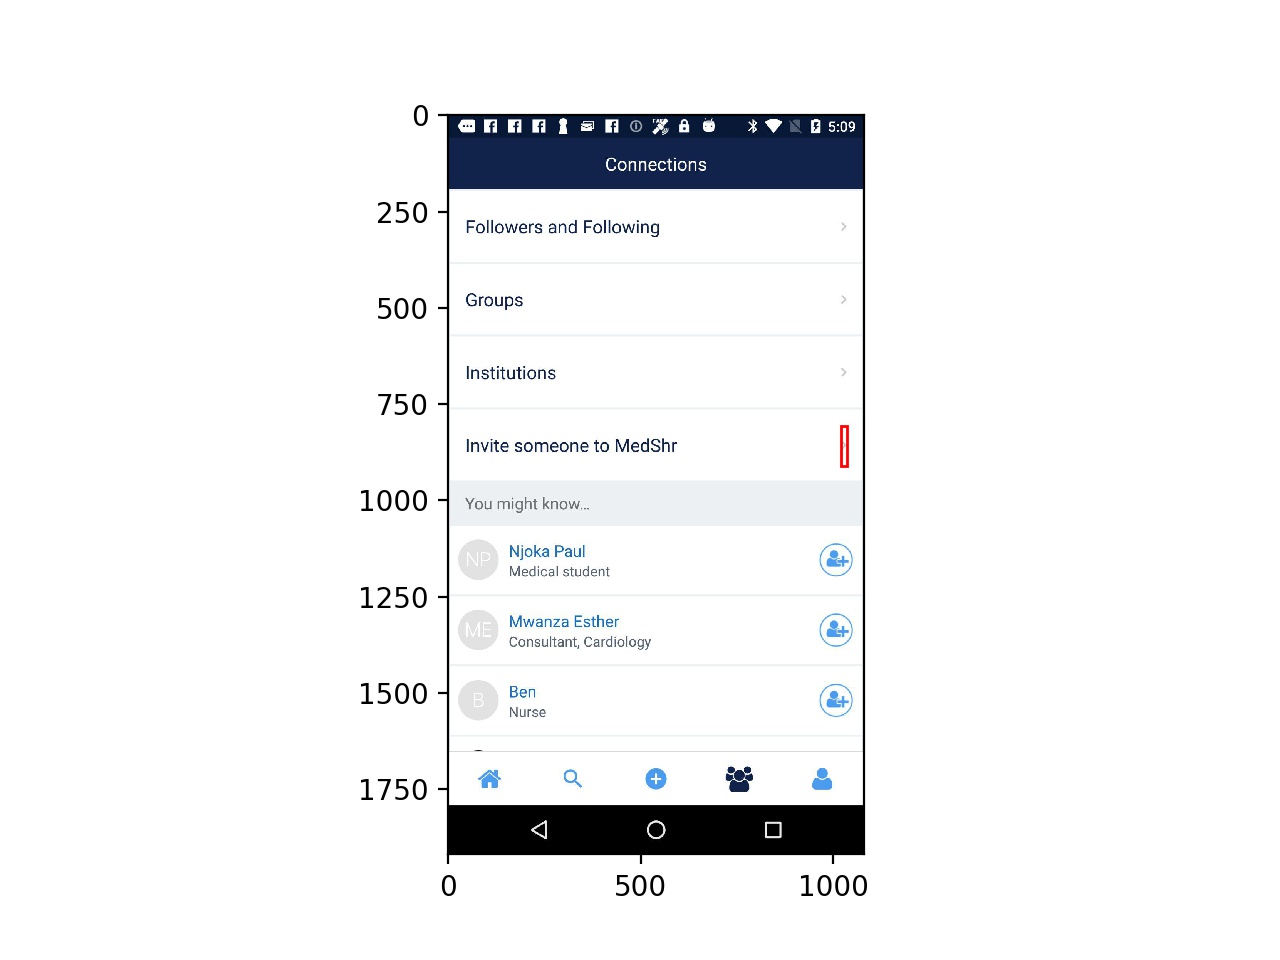 0
250
500
750
1000
1250
1500
1750
5:09
Connections
Followers and Following
Groups
Institutions
Invite someone to MedShr
You might know...
NP
Njoka Paul
Medical student
ME
Mwanza Esther
Consultant, Cardiology
B
Ben
Nurse
0 500 1000